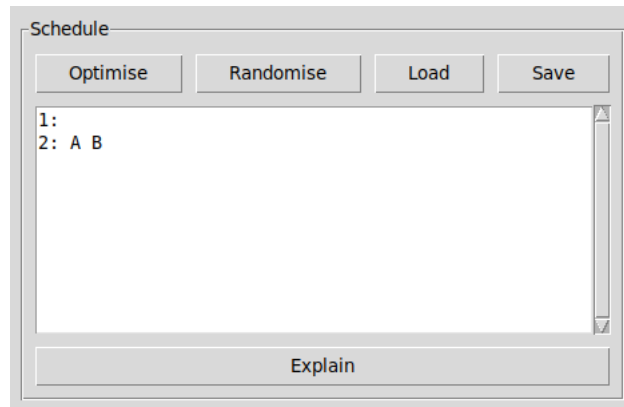 Schedule
Optimise Randomise Load Save
1:
2: A B
Explain